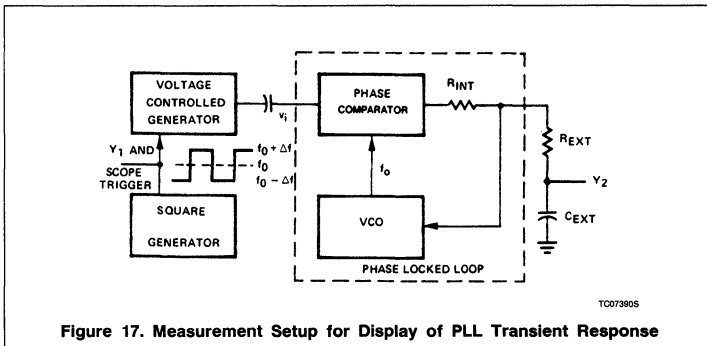 VOLTAGE
CONTROLLED
GENERATOR
vi
PHASE
COMPARATOR
RINT
REXT
Y1 AND
SCOPE
TRIGGER
f0 + Δf
f0
f0 − Δf
fo
Y2
SQUARE
GENERATOR
VCO
CEXT
PHASE LOCKED LOOP
TC07390S
Figure 17. Measurement Setup for Display of PLL Transient Response